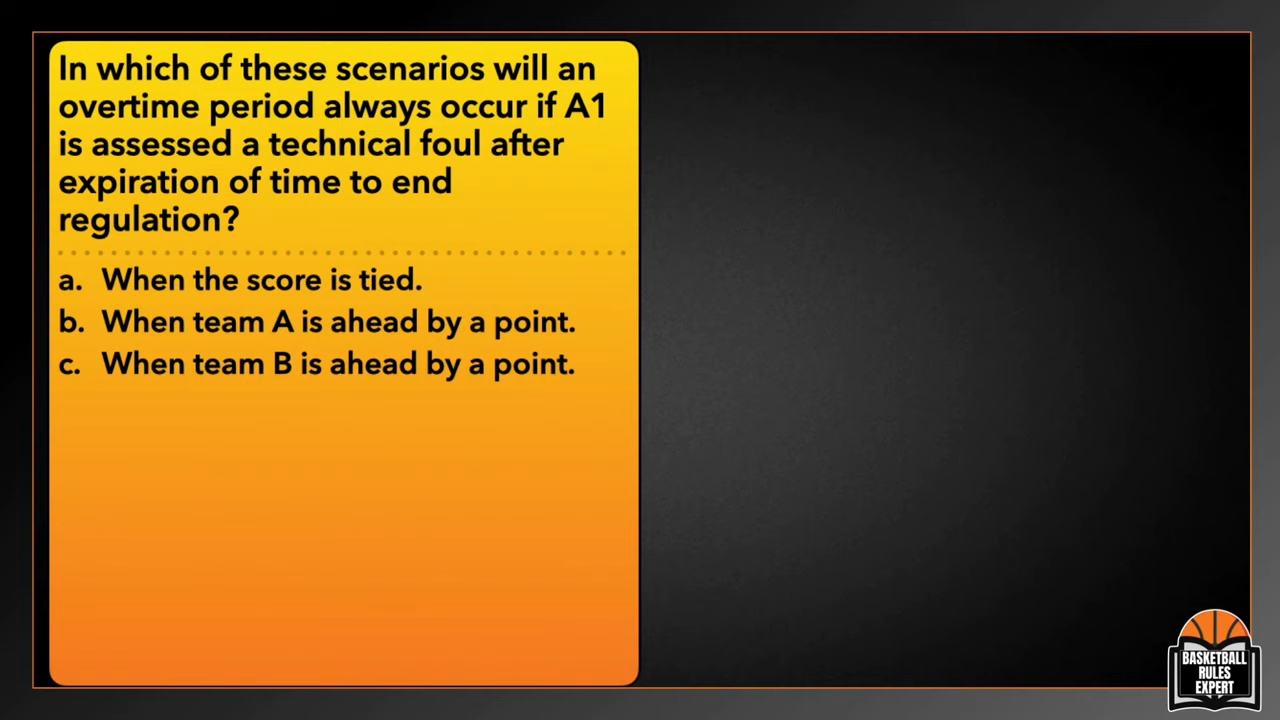 In which of these scenarios will an
overtime period always occur if A1
is assessed a technical foul after
expiration of time to end
regulation?
a. When the score is tied.
b. When team A is ahead by a point.
c. When team B is ahead by a point.
BASKETBALL
RULES
EXPERT